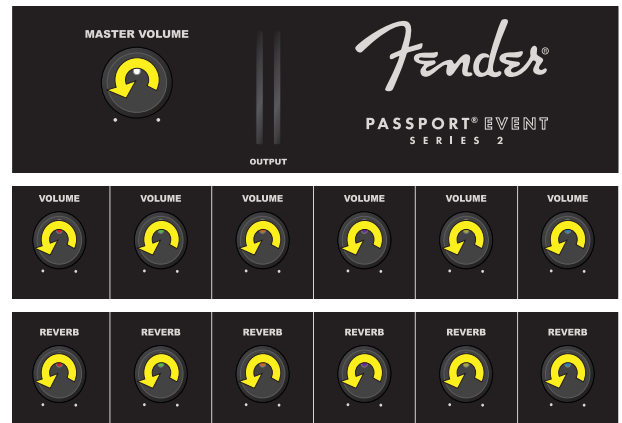 MASTER VOLUME
Fender®
PASSPORT® EVENT
SERIES 2
OUTPUT
VOLUME VOLUME VOLUME VOLUME VOLUME VOLUME
REVERB REVERB REVERB REVERB REVERB REVERB